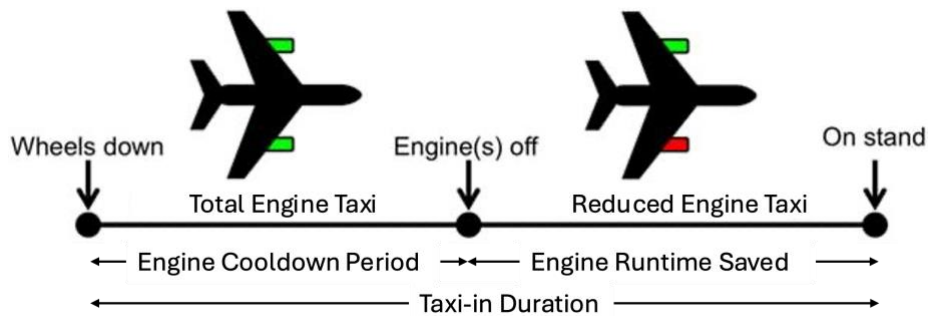 Wheels down
Engine(s) off
On stand
Total Engine Taxi
Reduced Engine Taxi
Engine Cooldown Period
Engine Runtime Saved
Taxi-in Duration